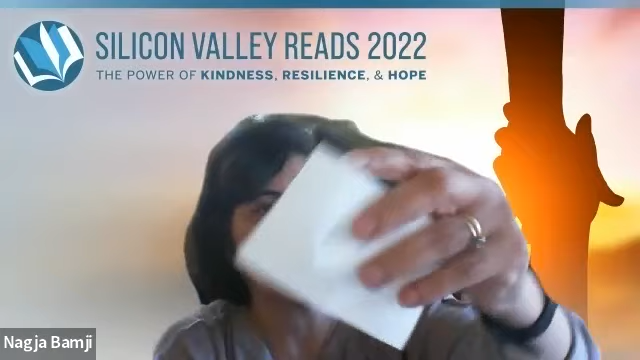 SILICON VALLEY READS 2022
THE POWER OF KINDNESS, RESILIENCE, & HOPE
Nagja Bamji